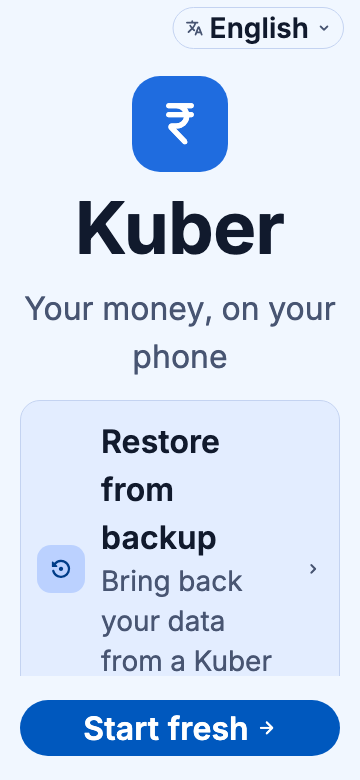 English
₹
Kuber
Your money, on your
phone
Restore
from
backup
Bring back
your data
from a Kuber
Start fresh →